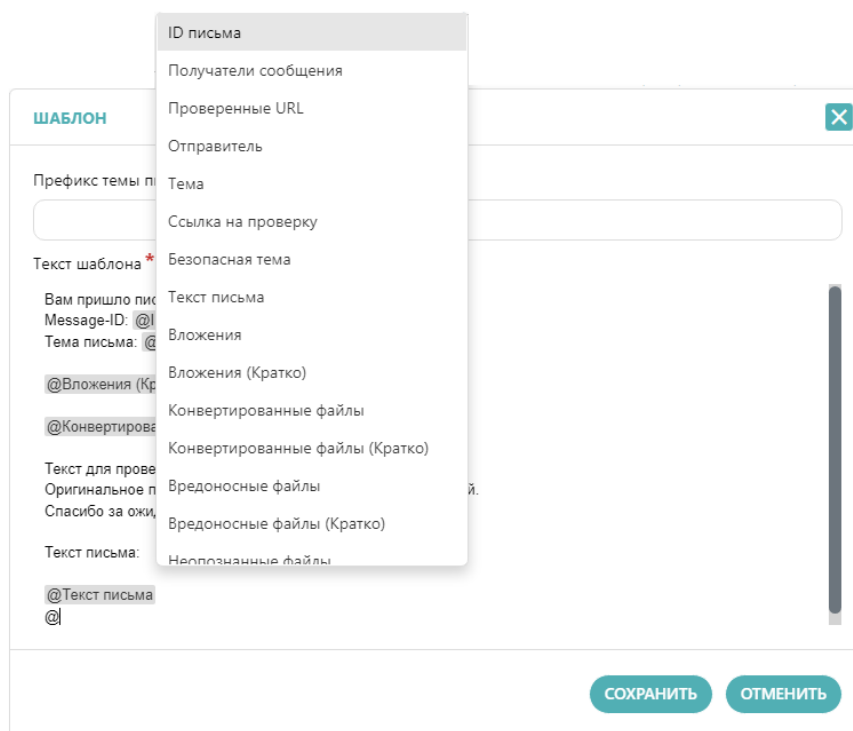 ID письма
Получатели сообщения
Проверенные URL
Отправитель
Тема
Ссылка на проверку
Безопасная тема
Текст письма
Вложения
Вложения (Кратко)
Конвертированные файлы
Конвертированные файлы (Кратко)
Вредоносные файлы
Вредоносные файлы (Кратко)
Неопознанные файлы
ШАБЛОН
Префикс темы
Текст шаблона *
Вам пришло
Message-ID: @I
Тема письма: @
@Вложения (Кр
@Конвертирова
Текст для прове
Оригинальное п й.
Спасибо за ожи
Текст письма:
@Текст письма
@
СОХРАНИТЬ ОТМЕНИТЬ